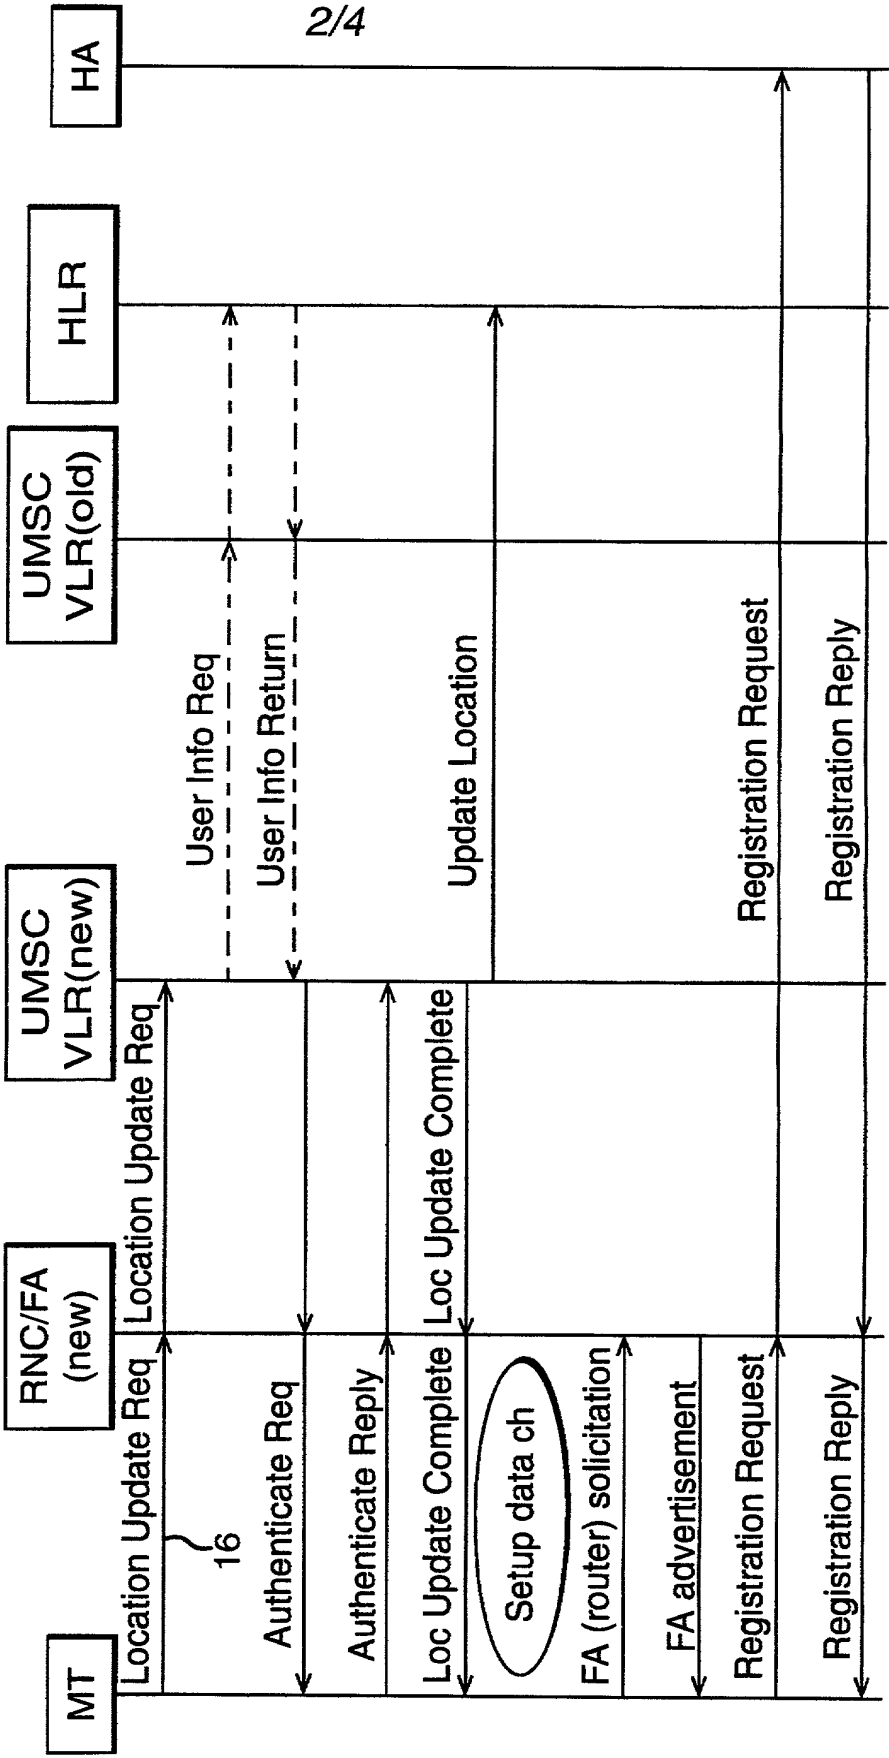 2/4
MT
RNC/FA
(new)
UMSC
VLR(new)
UMSC
VLR(old)
HLR
HA
Location Update Req
Location Update Req
16
User Info Req
User Info Return
Authenticate Req
Authenticate Reply
Loc Update Complete
Loc Update Complete
Update Location
Setup data ch
FA (router) solicitation
FA advertisement
Registration Request
Registration Request
Registration Reply
Registration Reply